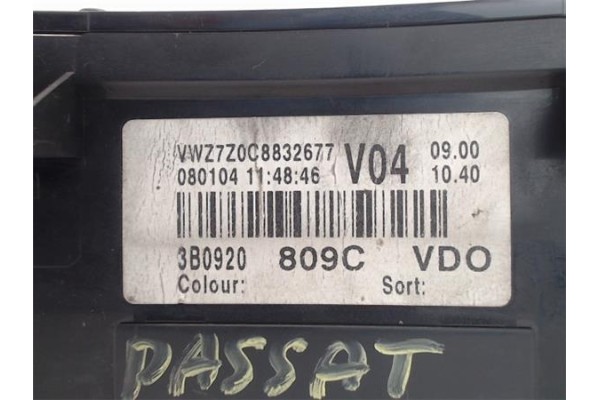 VWZ7Z0C8832677 V04 09.00
080104 11:48:46 10.40
3B0920 809C VDO
Colour: Sort:
PASSAT